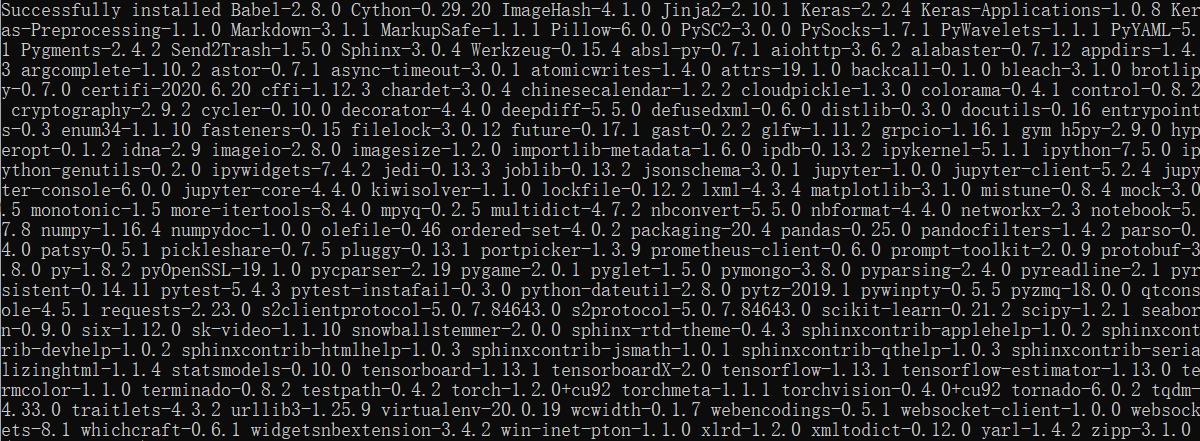 Successfully installed Babel-2.8.0 Cython-0.29.20 ImageHash-4.1.0 Jinja2-2.10.1 Keras-2.2.4 Keras-Applications-1.0.8 Ker
as-Preprocessing-1.1.0 Markdown-3.1.1 MarkupSafe-1.1.1 Pillow-6.0.0 PySC2-3.0.0 PySocks-1.7.1 PyWavelets-1.1.1 PyYAML-5.
1 Pygments-2.4.2 Send2Trash-1.5.0 Sphinx-3.0.4 Werkzeug-0.15.4 absl-py-0.7.1 aiohttp-3.6.2 alabaster-0.7.12 appdirs-1.4.
3 argcomplete-1.10.2 astor-0.7.1 async-timeout-3.0.1 atomicwrites-1.4.0 attrs-19.1.0 backcall-0.1.0 bleach-3.1.0 brotlip
y-0.7.0 certifi-2020.6.20 cffi-1.12.3 chardet-3.0.4 chinesecalendar-1.2.2 cloudpickle-1.3.0 colorama-0.4.1 control-0.8.2
cryptography-2.9.2 cycler-0.10.0 decorator-4.4.0 deepdiff-5.5.0 defusedxml-0.6.0 distlib-0.3.0 docutils-0.16 entrypoint
s-0.3 enum34-1.1.10 fasteners-0.15 filelock-3.0.12 future-0.17.1 gast-0.2.2 glfw-1.11.2 grpcio-1.16.1 gym h5py-2.9.0 hyp
eropt-0.1.2 idna-2.9 imageio-2.8.0 imagesize-1.2.0 importlib-metadata-1.6.0 ipdb-0.13.2 ipykernel-5.1.1 ipython-7.5.0 ip
ython-genutils-0.2.0 ipywidgets-7.4.2 jedi-0.13.3 joblib-0.13.2 jsonschema-3.0.1 jupyter-1.0.0 jupyter-client-5.2.4 jupy
ter-console-6.0.0 jupyter-core-4.4.0 kiwisolver-1.1.0 lockfile-0.12.2 lxml-4.3.4 matplotlib-3.1.0 mistune-0.8.4 mock-3.0
.5 monotonic-1.5 more-itertools-8.4.0 mpyq-0.2.5 multidict-4.7.2 nbconvert-5.5.0 nbformat-4.4.0 networkx-2.3 notebook-5.
7.8 numpy-1.16.4 numpydoc-1.0.0 olefile-0.46 ordered-set-4.0.2 packaging-20.4 pandas-0.25.0 pandocfilters-1.4.2 parso-0.
4.0 patsy-0.5.1 pickleshare-0.7.5 pluggy-0.13.1 portpicker-1.3.9 prometheus-client-0.6.0 prompt-toolkit-2.0.9 protobuf-3
.8.0 py-1.8.2 pyOpenSSL-19.1.0 pycparser-2.19 pygame-2.0.1 pyglet-1.5.0 pymongo-3.8.0 pyparsing-2.4.0 pyreadline-2.1 pyr
sistent-0.14.11 pytest-5.4.3 pytest-instafail-0.3.0 python-dateutil-2.8.0 pytz-2019.1 pywinpty-0.5.5 pyzmq-18.0.0 qtcons
ole-4.5.1 requests-2.23.0 s2clientprotocol-5.0.7.84643.0 s2protocol-5.0.7.84643.0 scikit-learn-0.21.2 scipy-1.2.1 seabor
n-0.9.0 six-1.12.0 sk-video-1.1.10 snowballstemmer-2.0.0 sphinx-rtd-theme-0.4.3 sphinxcontrib-applehelp-1.0.2 sphinxcont
rib-devhelp-1.0.2 sphinxcontrib-htmlhelp-1.0.3 sphinxcontrib-jsmath-1.0.1 sphinxcontrib-qthelp-1.0.3 sphinxcontrib-seria
lizinghtml-1.1.4 statsmodels-0.10.0 tensorboard-1.13.1 tensorboardX-2.0 tensorflow-1.13.1 tensorflow-estimator-1.13.0 te
rmcolor-1.1.0 terminado-0.8.2 testpath-0.4.2 torch-1.2.0+cu92 torchmeta-1.1.1 torchvision-0.4.0+cu92 tornado-6.0.2 tqdm-
4.33.0 traitlets-4.3.2 urllib3-1.25.9 virtualenv-20.0.19 wcwidth-0.1.7 webencodings-0.5.1 websocket-client-1.0.0 websock
ets-8.1 whichcraft-0.6.1 widgetsnbextension-3.4.2 win-inet-pton-1.1.0 xlrd-1.2.0 xmltodict-0.12.0 yarl-1.4.2 zipp-3.1.0